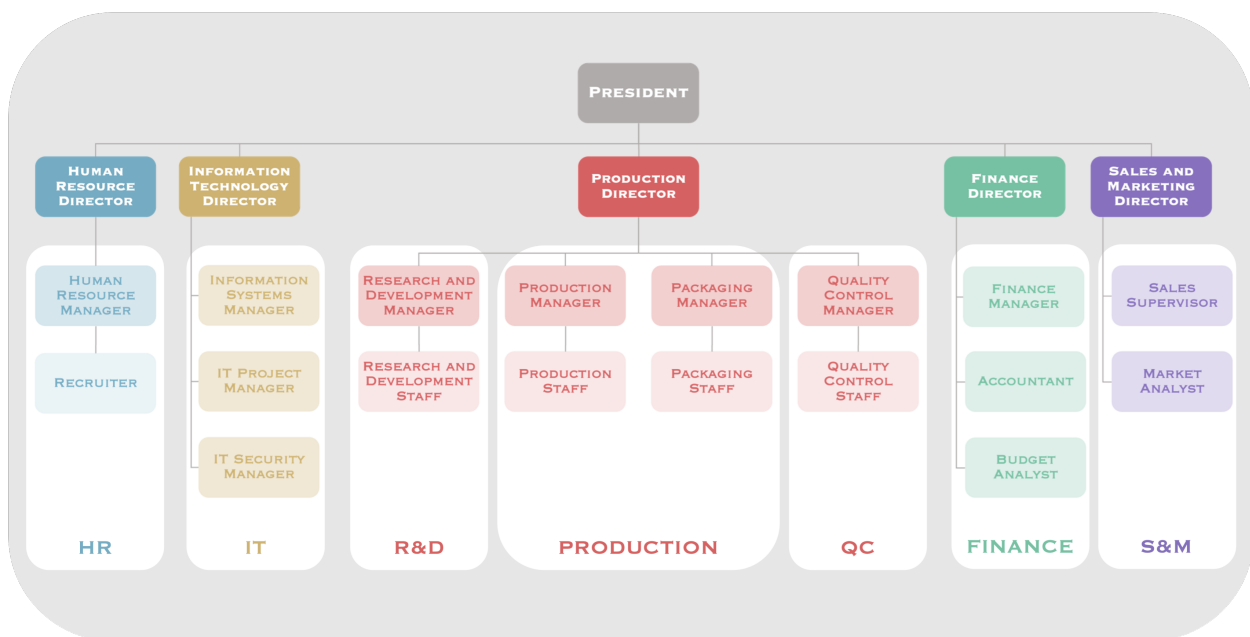 PRESIDENT
HUMAN
RESOURCE
DIRECTOR
INFORMATION
TECHNOLOGY
DIRECTOR
PRODUCTION
DIRECTOR
FINANCE
DIRECTOR
SALES AND
MARKETING
DIRECTOR
HUMAN
RESOURCE
MANAGER
INFORMATION
SYSTEMS
MANAGER
RESEARCH AND
DEVELOPMENT
MANAGER
PRODUCTION
MANAGER
PACKAGING
MANAGER
QUALITY
CONTROL
MANAGER
FINANCE
MANAGER
SALES
SUPERVISOR
RECRUITER
IT PROJECT
MANAGER
RESEARCH AND
DEVELOPMENT
STAFF
PRODUCTION
STAFF
PACKAGING
STAFF
QUALITY
CONTROL
STAFF
ACCOUNTANT
MARKET
ANALYST
IT SECURITY
MANAGER
BUDGET
ANALYST
HR
IT
R&D
PRODUCTION
QC
FINANCE
S&M